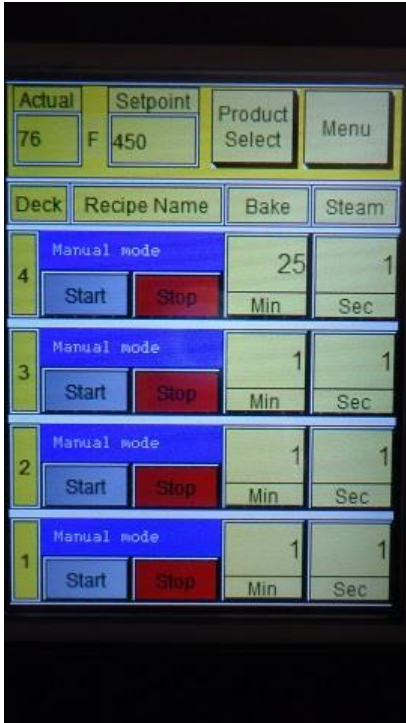 Actual Setpoint Product Select Menu
76 F 450
Deck Recipe Name Bake Steam
4 Manual mode 25 1
Start Stop Min Sec
3 Manual mode 1 1
Start Stop Min Sec
2 Manual mode 1 1
Start Stop Min Sec
1 Manual mode 1 1
Start Stop Min Sec